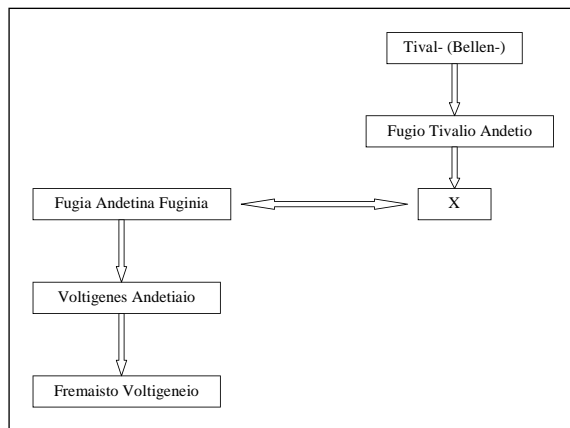 Tival- (Bellen-)
Fugio Tivalio Andetio
Fugia Andetina Fuginia
X
Voltigenes Andetiaio
Fremaisto Voltigeneio